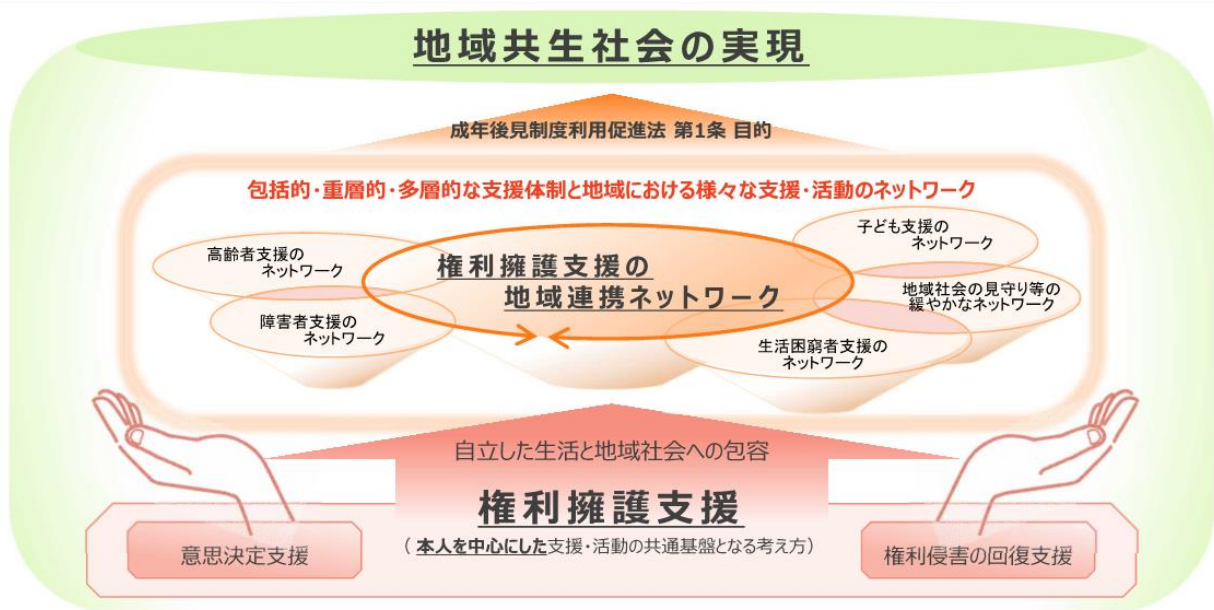 地域共生社会の実現
成年後見制度利用促進法 第1条 目的
包括的・重層的・多層的な支援体制と地域における様々な支援・活動のネットワーク
高齢者支援の
ネットワーク
障害者支援の
ネットワーク
権利擁護支援の
地域連携ネットワーク
子ども支援の
ネットワーク
地域社会の見守り等の
緩やかなネットワーク
生活困窮者支援の
ネットワーク
自立した生活と地域社会への包容
権利擁護支援
（本人を中心にした支援・活動の共通基盤となる考え方）
意思決定支援
権利侵害の回復支援